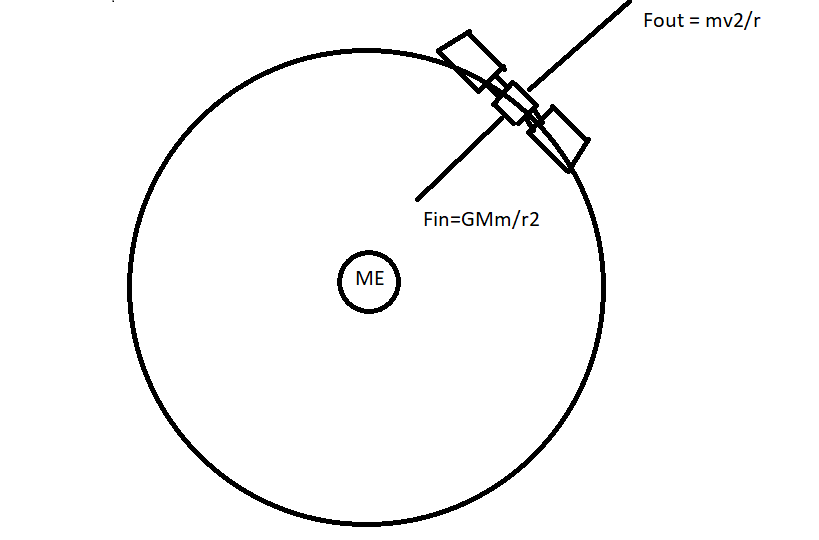 Fout = mv2/r
Fin=GMm/r2
ME